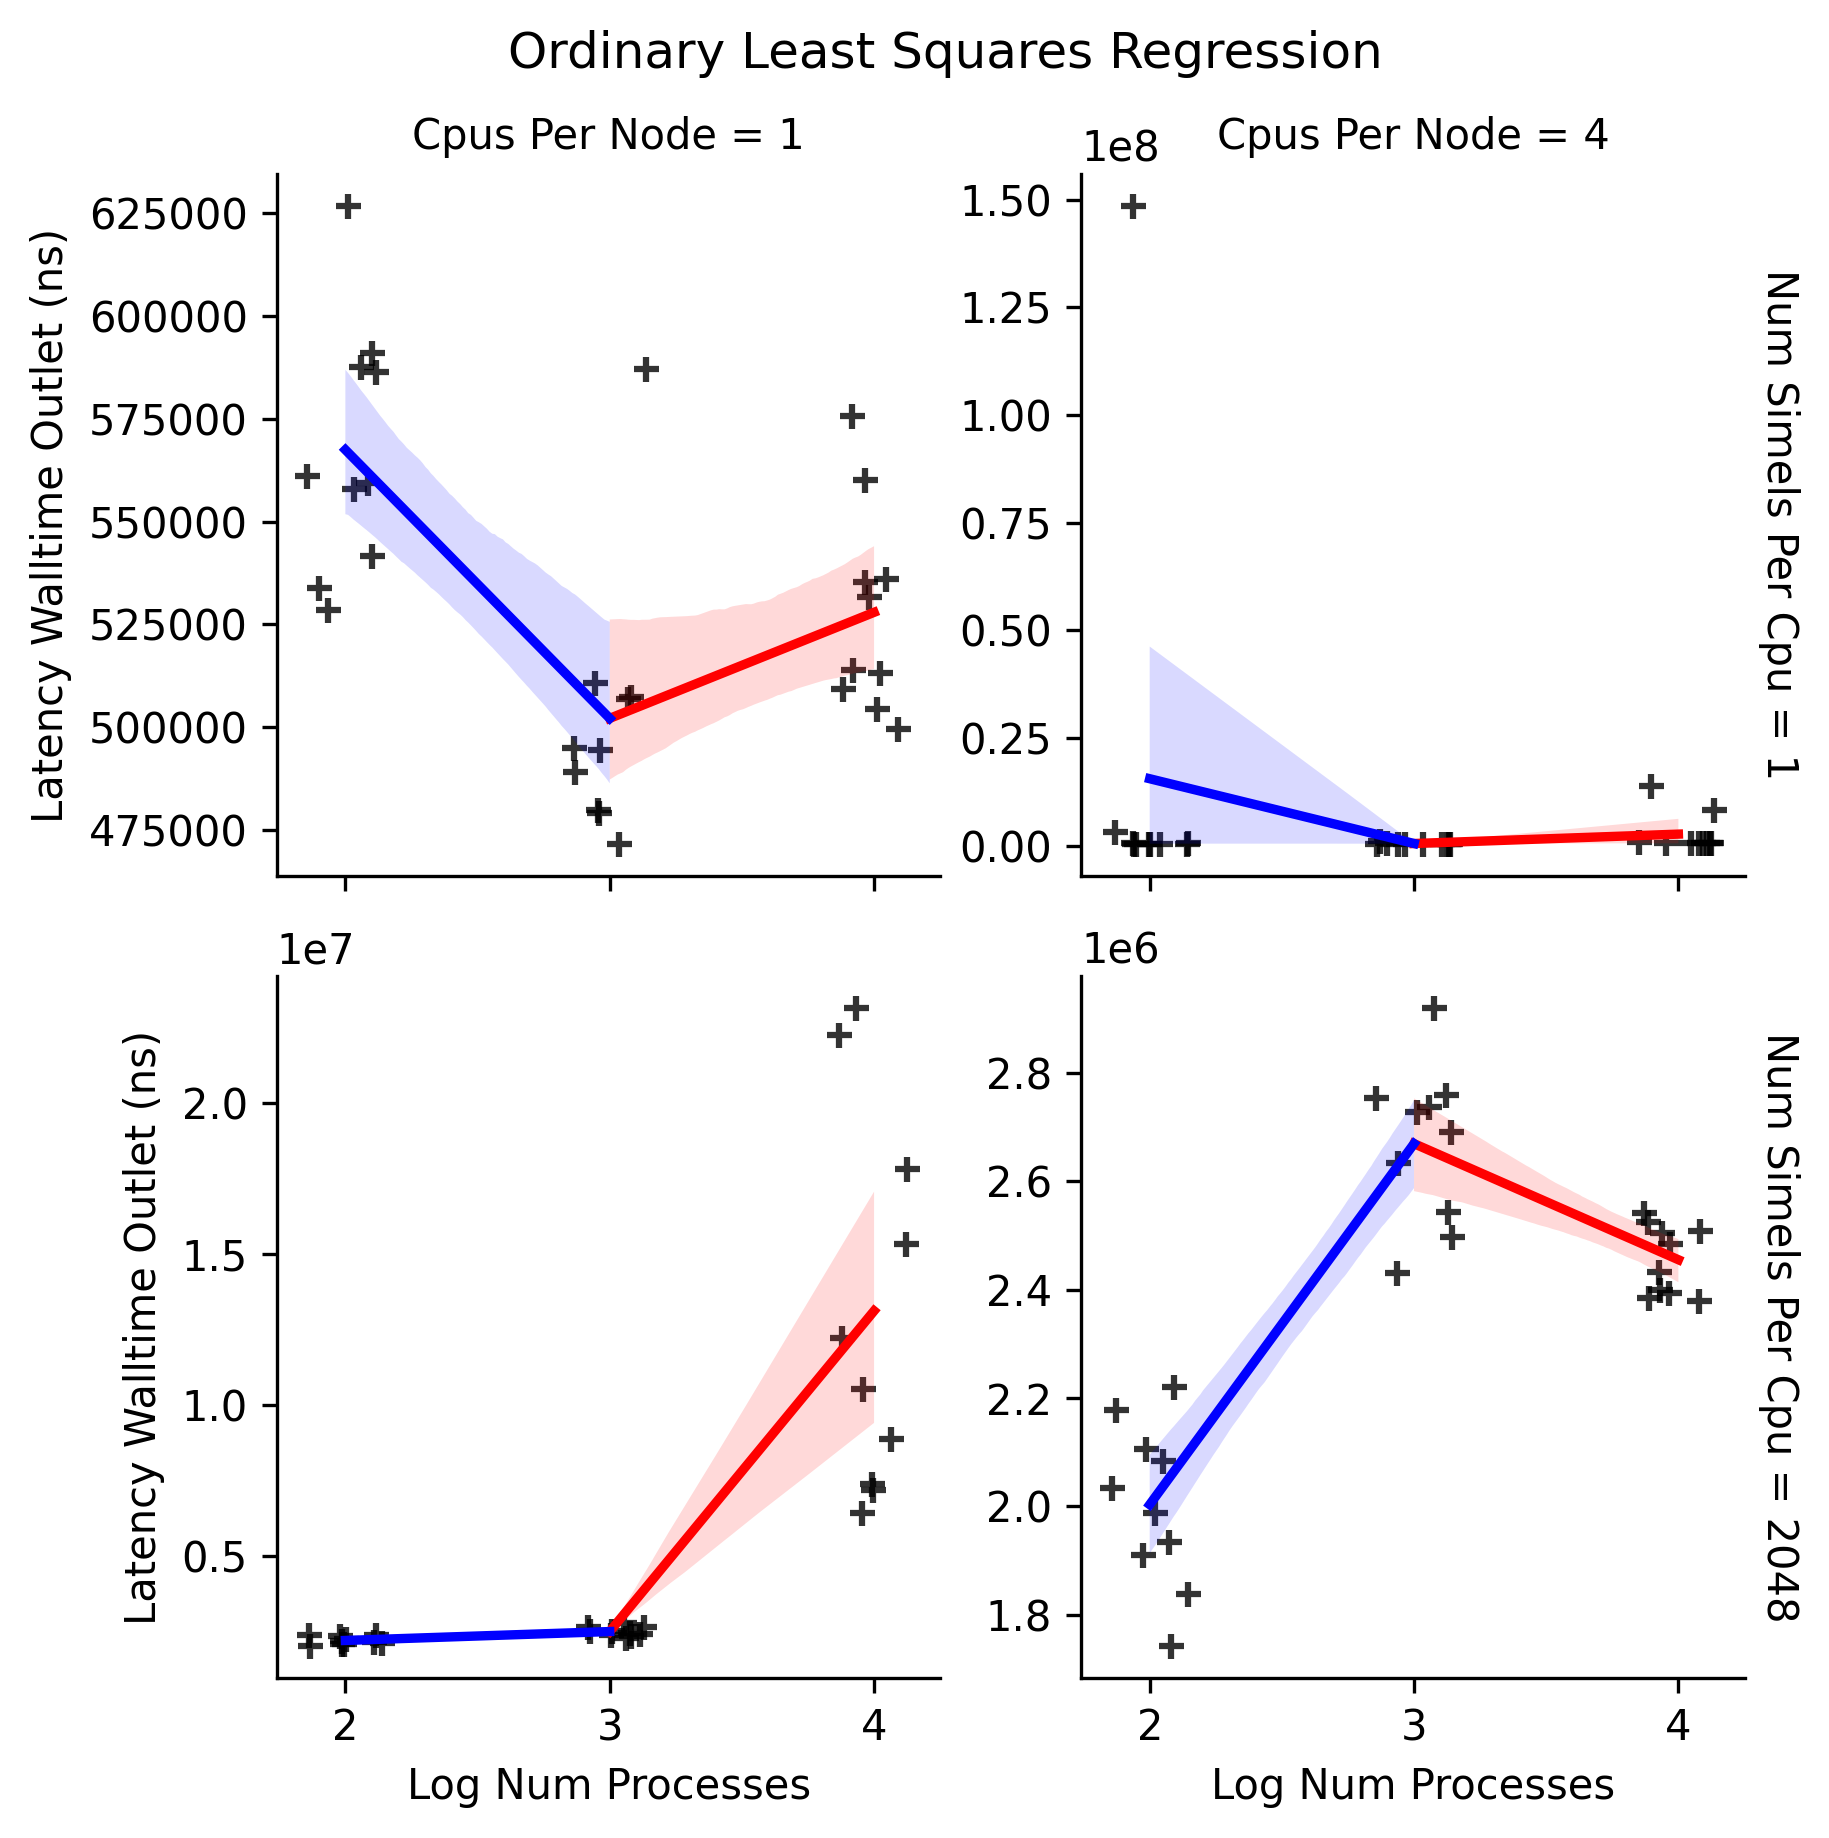 Ordinary Least Squares Regression
Cpus Per Node = 1
Cpus Per Node = 4
Latency Walltime Outlet (ns)
625000
600000
575000
550000
525000
500000
475000
1e8
1.50
1.25
1.00
0.75
0.50
0.25
0.00
Num Simels Per Cpu = 1
Latency Walltime Outlet (ns)
1e7
2.0
1.5
1.0
0.5
2
3
4
Log Num Processes
1e6
2.8
2.6
2.4
2.2
2.0
1.8
2
3
4
Log Num Processes
Num Simels Per Cpu = 2048